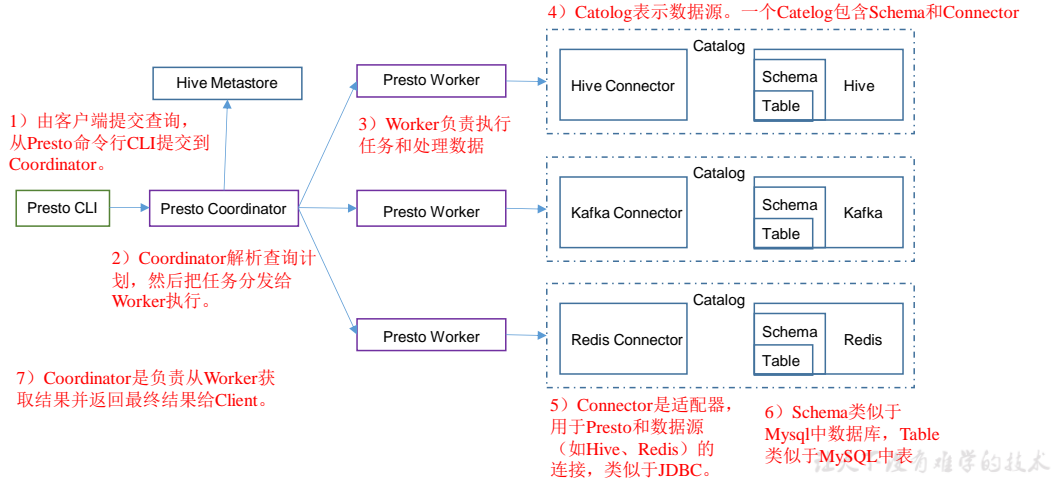 4）Catolog表示数据源。一个Catelog包含Schema和Connector
Catalog
Hive Metastore
Presto Worker
Hive Connector
Schema
Table
Hive
1）由客户端提交查询，
从Presto命令行CLI提交到
Coordinator。
3）Worker负责执行
任务和处理数据
Presto CLI
Presto Coordinator
Presto Worker
Catalog
Kafka Connector
Schema
Table
Kafka
2）Coordinator解析查询计
划，然后把任务分发给
Worker执行。
Presto Worker
Catalog
Redis Connector
Schema
Table
Redis
7）Coordinator是负责从Worker获
取结果并返回最终结果给Client。
5）Connector是适配器，
用于Presto和数据源
（如Hive、Redis）的
连接，类似于JDBC。
6）Schema类似于
Mysql中数据库，Table
类似于MySQL中表
有难学的技术